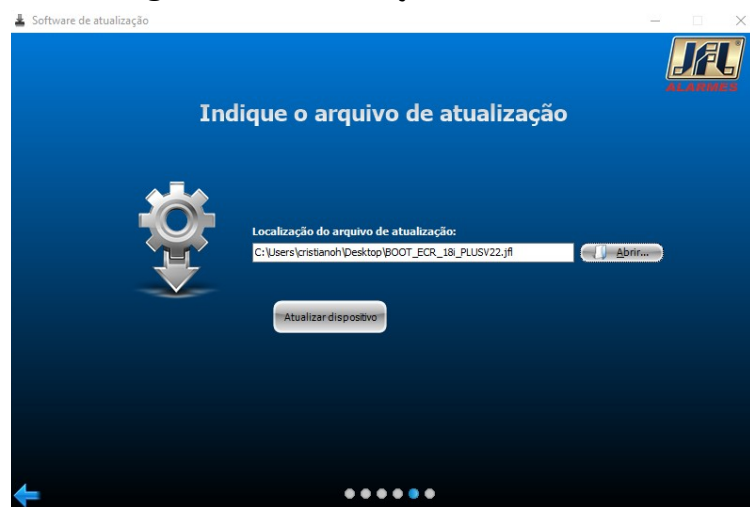 Software de atualização
JFL
ALARMES
Indique o arquivo de atualização
Localização do arquivo de atualização:
C:\Users\cristianoh\Desktop\BOOT_ECR_18i_PLUSV22.jfl
Abrir...
Atualizar dispositivo